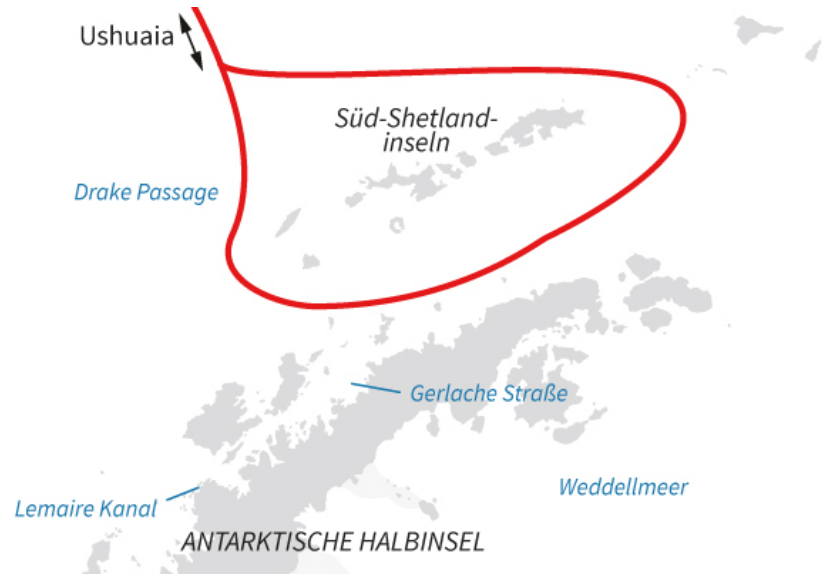 Ushuaia
Süd-Shetland-
inseln
Drake Passage
Gerlache Straße
Weddellmeer
Lemaire Kanal
ANTARKTISCHE HALBINSEL